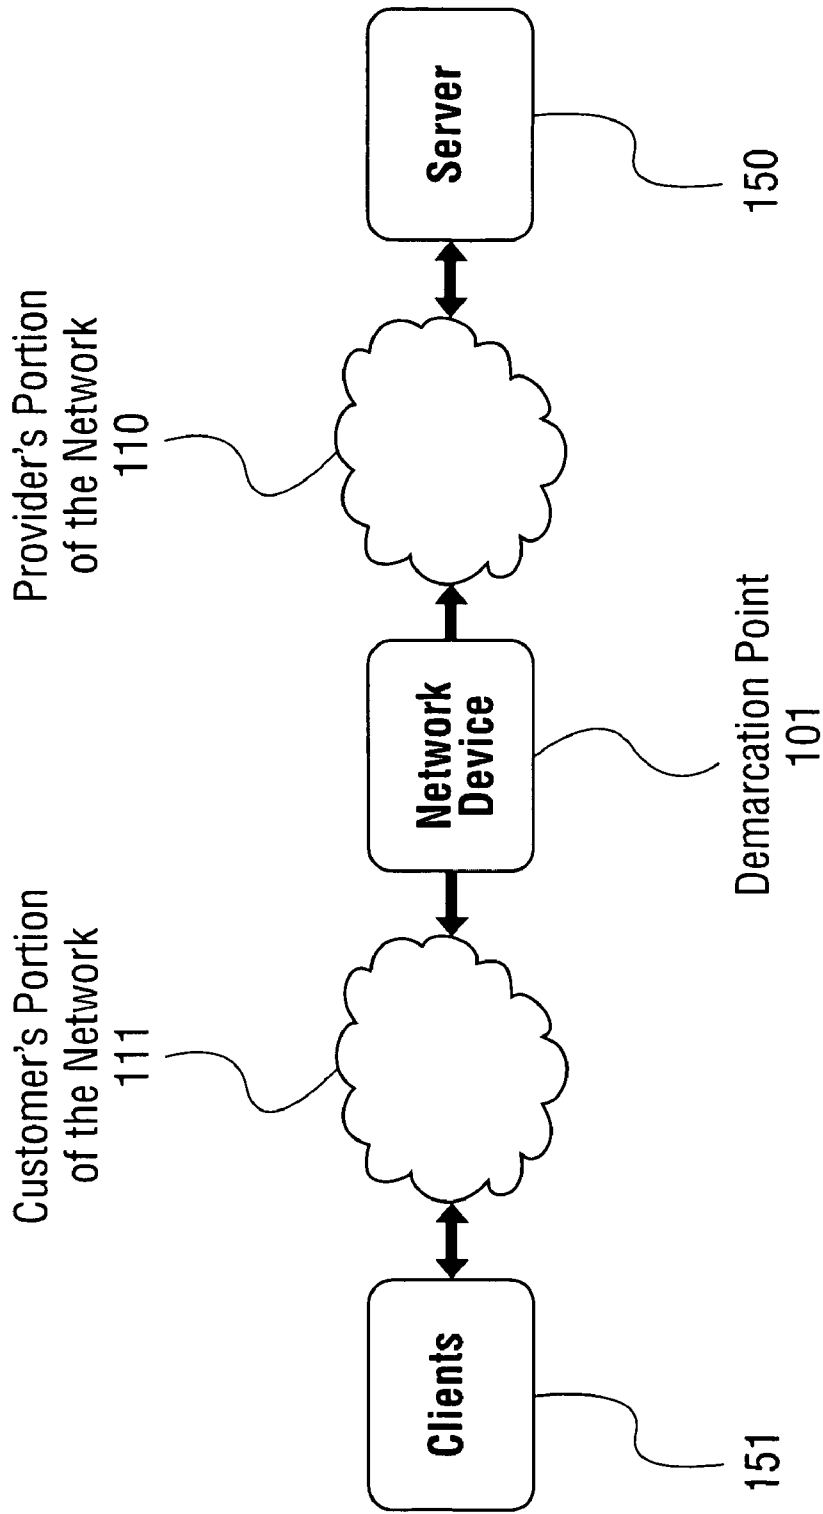 Customer's Portion
of the Network
111
Provider's Portion
of the Network
110
Clients
Network
Device
Server
151
Demarcation Point
101
150